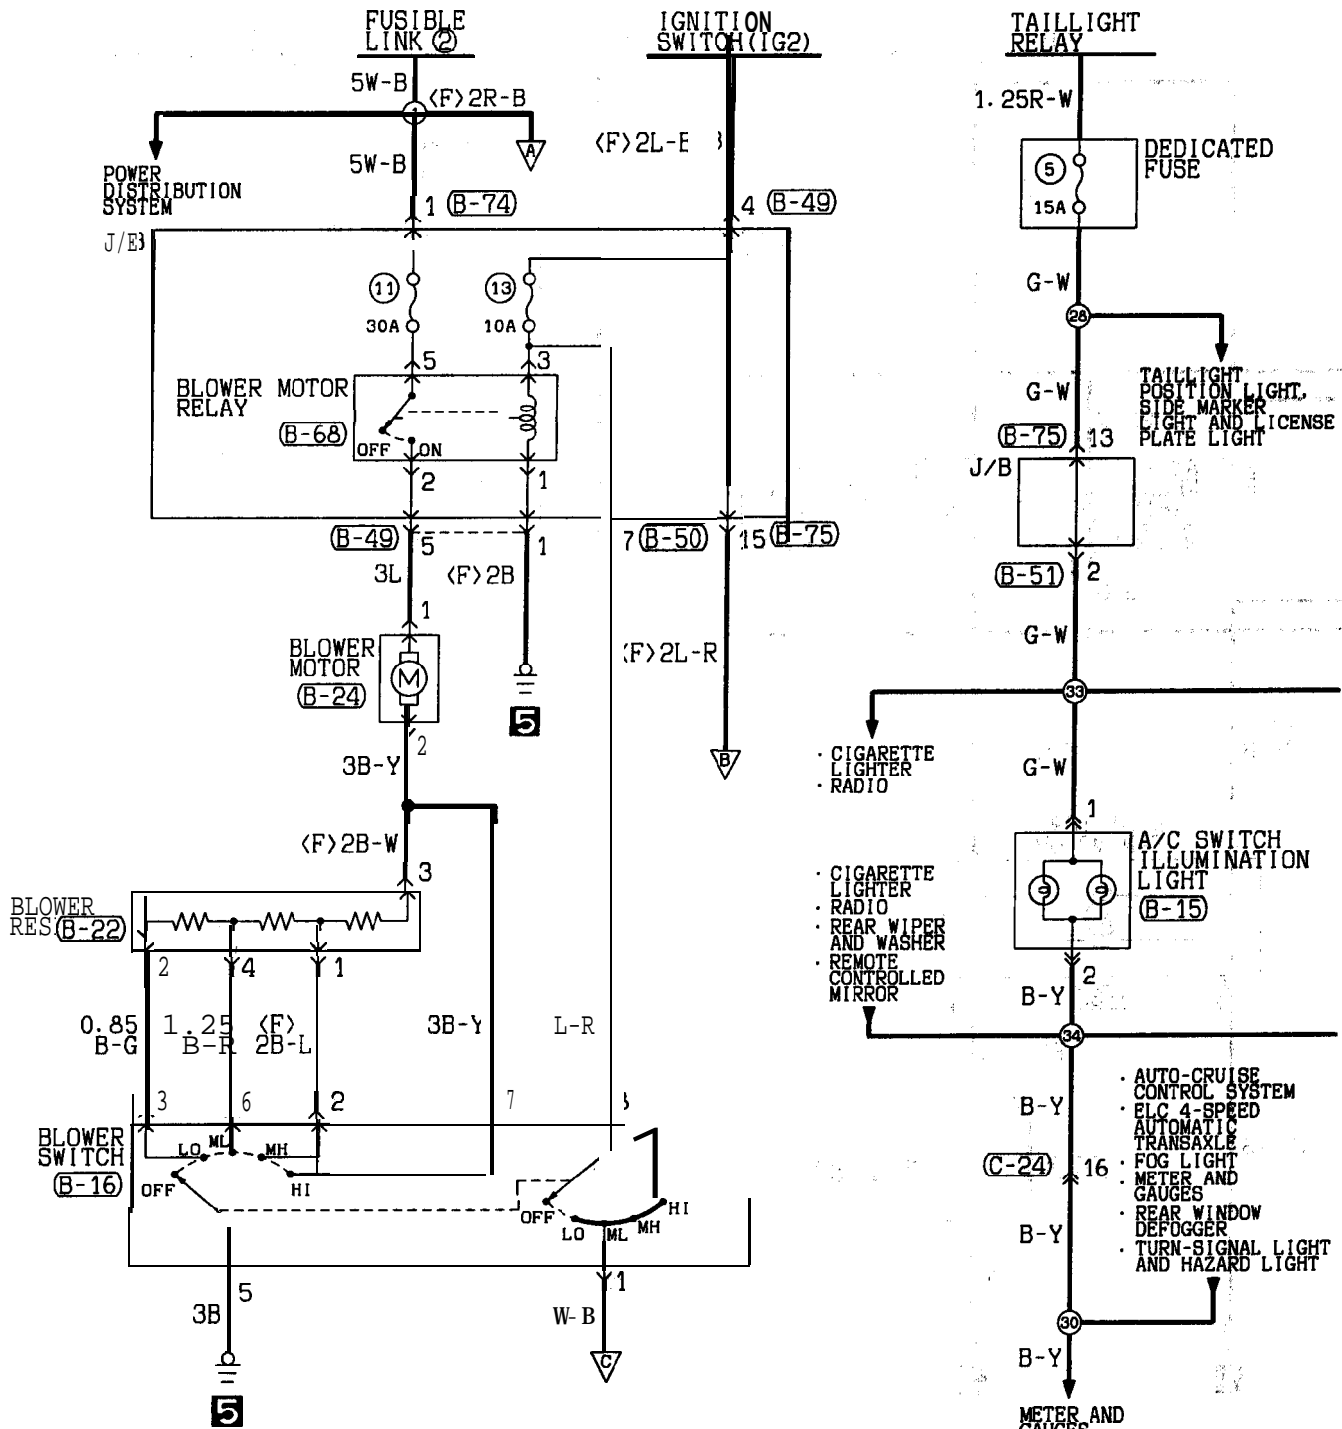 FUSIBLE
LINK ②
IGNITION
SWITCH(IG2)
TAILLIGHT
RELAY
5W-B
<F>2R-B
A
5W-B
POWER
DISTRIBUTION
SYSTEM
1 (B-74)
<F>2L-B
4 (B-49)
1.25R-W
DEDICATED
FUSE
5
15A
G-W
28
TAILLIGHT
POSITION LIGHT,
SIDE MARKER
LIGHT AND LICENSE
PLATE LIGHT
G-W
(B-75) 13
J/B
(B-51) 2
G-W
33
· CIGARETTE
LIGHTER
· RADIO
G-W
1
A/C SWITCH
ILLUMINATION
LIGHT
(B-15)
2
B-Y
· CIGARETTE
LIGHTER
· RADIO
· REAR WIPER
AND WASHER
· REMOTE
CONTROLLED
MIRROR
34
B-Y
(C-24) 16
B-Y
· AUTO-CRUISE
CONTROL SYSTEM
· ELC 4-SPEED
AUTOMATIC
TRANSAXLE
· FOG LIGHT
· METER AND
GAUGES
· REAR WINDOW
DEFOGGER
· TURN-SIGNAL LIGHT
AND HAZARD LIGHT
30
B-Y
METER AND
GAUGES
J/B
11
30A
13
10A
5
3
BLOWER MOTOR
RELAY
(B-68)
OFF ON
2
1
(B-49) 5
1
7 (B-50) 15 (B-75)
3L
<F>2B
<F>2L-R
1
BLOWER
MOTOR
(B-24)
M
2
5
B
3B-Y
<F>2B-W
3
BLOWER
RES. (B-22)
2 4 1
0.85
B-G
1.25
B-R
<F>
2B-L
3B-Y
L-R
3 6 2 7
BLOWER
SWITCH
(B-16)
OFF LO ML MH HI
OFF LO ML MH HI
5
3B
5
1
W-B
C